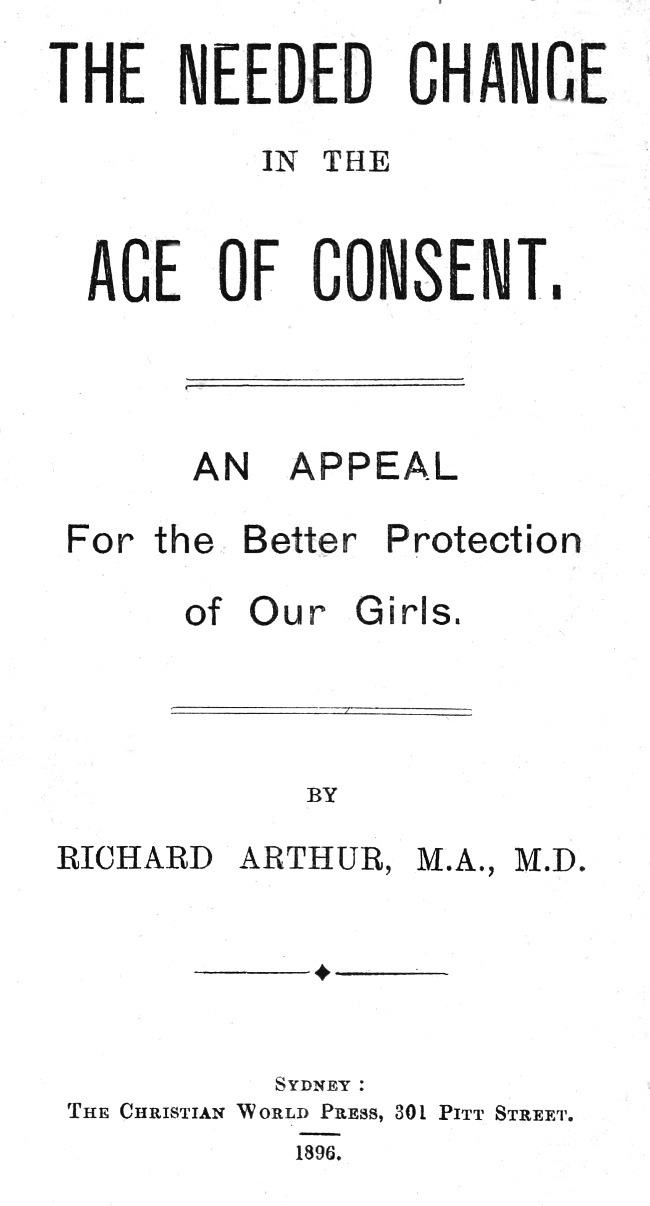 THE NEEDED CHANGE
IN THE
AGE OF CONSENT.
AN APPEAL
For the Better Protection
of Our Girls.
BY
RICHARD ARTHUR, M.A., M.D.
SYDNEY :
THE CHRISTIAN WORLD PRESS, 301 PITT STREET.
1896.